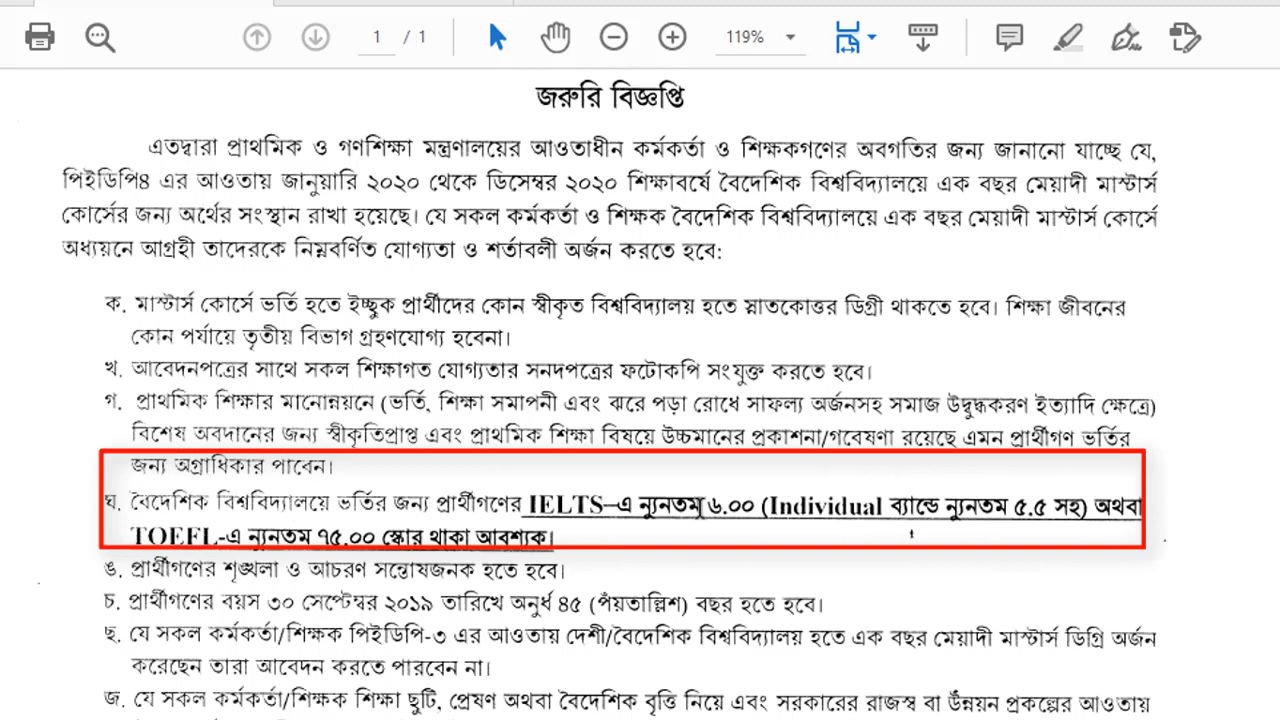 1 / 1
119%
জরুরি বিজ্ঞপ্তি
এতদ্বারা প্রাথমিক ও গণশিক্ষা মন্ত্রণালয়ের আওতাধীন কর্মকর্তা ও শিক্ষকগণের অবগতির জন্য জানানো যাচ্ছে যে,
পিইডিপি৪ এর আওতায় জানুয়ারি ২০২০ থেকে ডিসেম্বর ২০২০ শিক্ষাবর্ষে বৈদেশিক বিশ্ববিদ্যালয়ে এক বছর মেয়াদী মাস্টার্স
কোর্সের জন্য অর্থের সংস্থান রাখা হয়েছে। যে সকল কর্মকর্তা ও শিক্ষক বৈদেশিক বিশ্ববিদ্যালয়ে এক বছর মেয়াদী মাস্টার্স কোর্সে
অধ্যয়নে আগ্রহী তাদেরকে নিম্নবর্ণিত যোগ্যতা ও শর্তাবলী অর্জন করতে হবে:
ক. মাস্টার্স কোর্সে ভর্তি হতে ইচ্ছুক প্রার্থীদের কোন স্বীকৃত বিশ্ববিদ্যালয় হতে স্নাতকোত্তর ডিগ্রী থাকতে হবে। শিক্ষা জীবনের
কোন পর্যায়ে তৃতীয় বিভাগ গ্রহণযোগ্য হবেনা।
খ. আবেদনপত্রের সাথে সকল শিক্ষাগত যোগ্যতার সনদপত্রের ফটোকপি সংযুক্ত করতে হবে।
গ. প্রাথমিক শিক্ষার মানোন্নয়নে (ভর্তি, শিক্ষা সমাপনী এবং ঝরে পড়া রোধে সাফল্য অর্জনসহ সমাজ উদ্বুদ্ধকরণ ইত্যাদি ক্ষেত্রে)
বিশেষ অবদানের জন্য স্বীকৃতিপ্রাপ্ত এবং প্রাথমিক শিক্ষা বিষয়ে উচ্চমানের প্রকাশনা/গবেষণা রয়েছে এমন প্রার্থীগণ ভর্তির
জন্য অগ্রাধিকার পাবেন।
ঘ. বৈদেশিক বিশ্ববিদ্যালয়ে ভর্তির জন্য প্রার্থীগণের IELTS–এ ন্যুনতম ৬.০০ (Individual ব্যান্ডে ন্যুনতম ৫.৫ সহ) অথবা
TOEFL-এ ন্যুনতম ৭৫.০০ স্কোর থাকা আবশ্যক।
ঙ. প্রার্থীগণের শৃঙ্খলা ও আচরণ সন্তোষজনক হতে হবে।
চ. প্রার্থীগণের বয়স ৩০ সেপ্টেম্বর ২০১৯ তারিখে অনুর্ধ ৪৫ (পঁয়তাল্লিশ) বছর হতে হবে।
ছ. যে সকল কর্মকর্তা/শিক্ষক পিইডিপি-৩ এর আওতায় দেশী/বৈদেশিক বিশ্ববিদ্যালয় হতে এক বছর মেয়াদী মাস্টার্স ডিগ্রি অর্জন
করেছেন তারা আবেদন করতে পারবেন না।
জ. যে সকল কর্মকর্তা/শিক্ষক শিক্ষা ছুটি, প্রেষণ অথবা বৈদেশিক বৃত্তি নিয়ে এবং সরকারের রাজস্ব বা উন্নয়ন প্রকল্পের আওতায়